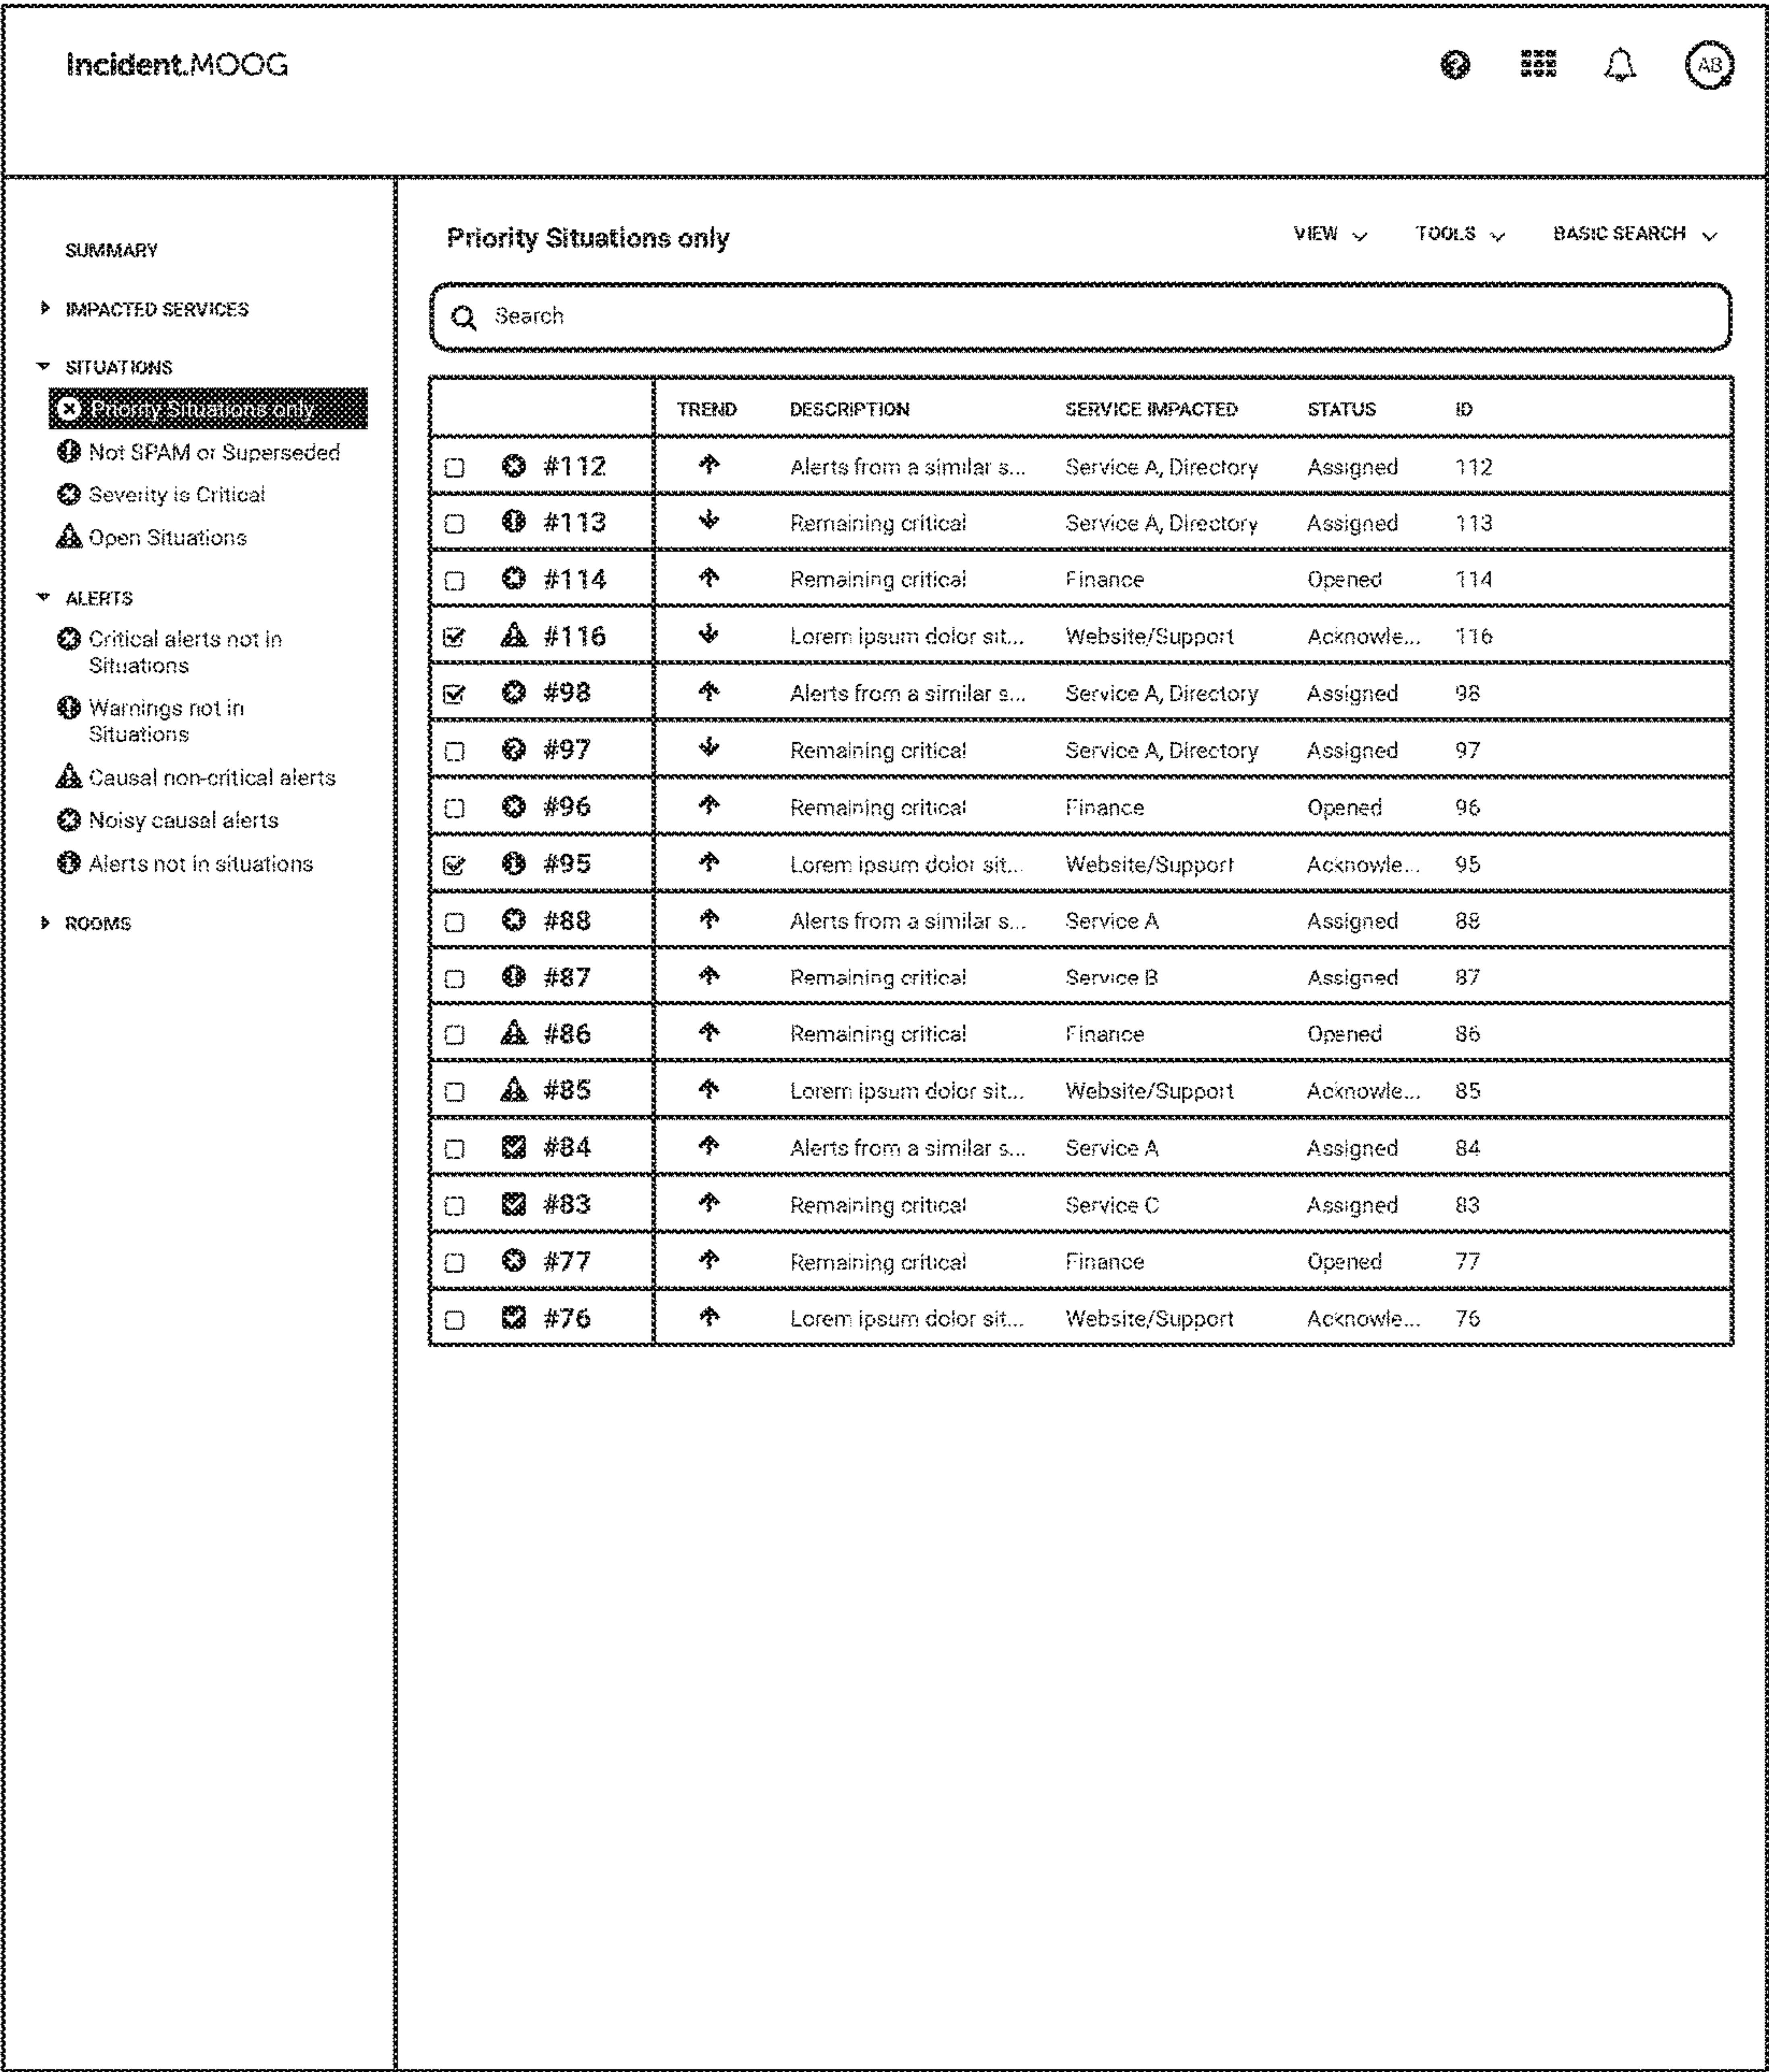 Incident.MOOG
AB
SUMMARY
IMPACTED SERVICES
SITUATIONS
Priority Situations only
Not SPAM or Superseded
Severity is Critical
Open Situations
ALERTS
Critical alerts not in
Situations
Warnings not in
Situations
Causal non-critical alerts
Noisy causal alerts
Alerts not in situations
ROOMS
Priority Situations only VIEW TOOLS BASIC SEARCH
Search
TREND DESCRIPTION SERVICE IMPACTED STATUS ID
#112 Alerts from a similar s... Service A, Directory Assigned 112
#113 Remaining critical Service A, Directory Assigned 113
#114 Remaining critical Finance Opened 114
#116 Lorem ipsum dolor sit... Website/Support Acknowle... 116
#98 Alerts from a similar s... Service A, Directory Assigned 98
#97 Remaining critical Service A, Directory Assigned 97
#96 Remaining critical Finance Opened 96
#95 Lorem ipsum dolor sit... Website/Support Acknowle... 95
#88 Alerts from a similar s... Service A Assigned 88
#87 Remaining critical Service B Assigned 87
#86 Remaining critical Finance Opened 86
#85 Lorem ipsum dolor sit... Website/Support Acknowle... 85
#84 Alerts from a similar s... Service A Assigned 84
#83 Remaining critical Service C Assigned 83
#77 Remaining critical Finance Opened 77
#76 Lorem ipsum dolor sit... Website/Support Acknowle... 76